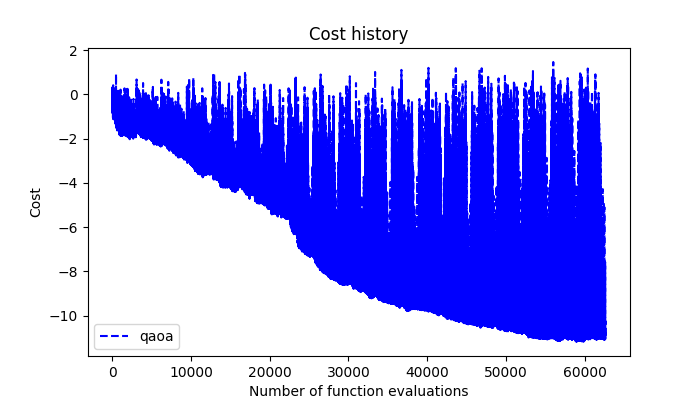 Cost history
2
0
−2
−4
−6
−8
−10
Cost
qaoa
0 10000 20000 30000 40000 50000 60000
Number of function evaluations